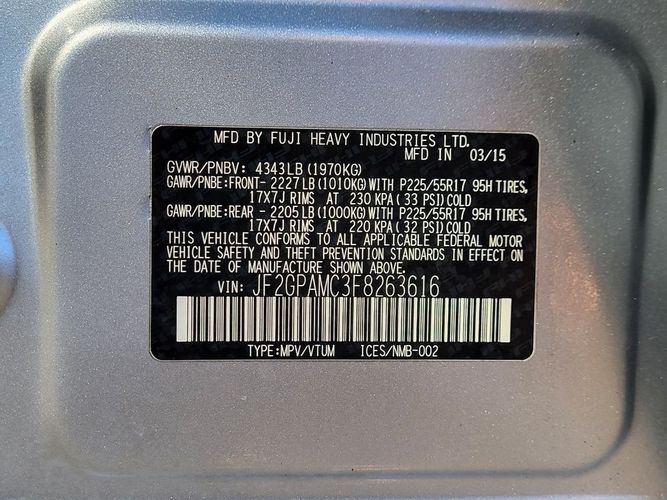 MFD BY FUJI HEAVY INDUSTRIES LTD.
MFD IN 03/15
GVWR/PNBV: 4343LB(1970KG)
GAWR/PNBE:FRONT- 2227LB(1010KG)WITH P225/55R17 95H TIRES,
17X7J RIMS AT 230 KPA(33 PSI)COLD
GAWR/PNBE:REAR - 2205LB(1000KG)WITH P225/55R17 95H TIRES,
17X7J RIMS AT 220 KPA(32 PSI)COLD
THIS VEHICLE CONFORMS TO ALL APPLICABLE FEDERAL MOTOR
VEHICLE SAFETY AND THEFT PREVENTION STANDARDS IN EFFECT
ON THE DATE OF MANUFACTURE SHOWN ABOVE.
VIN: JF2GPAMC3F8263616
TYPE:MPV/VTUM ICES/NMB-002